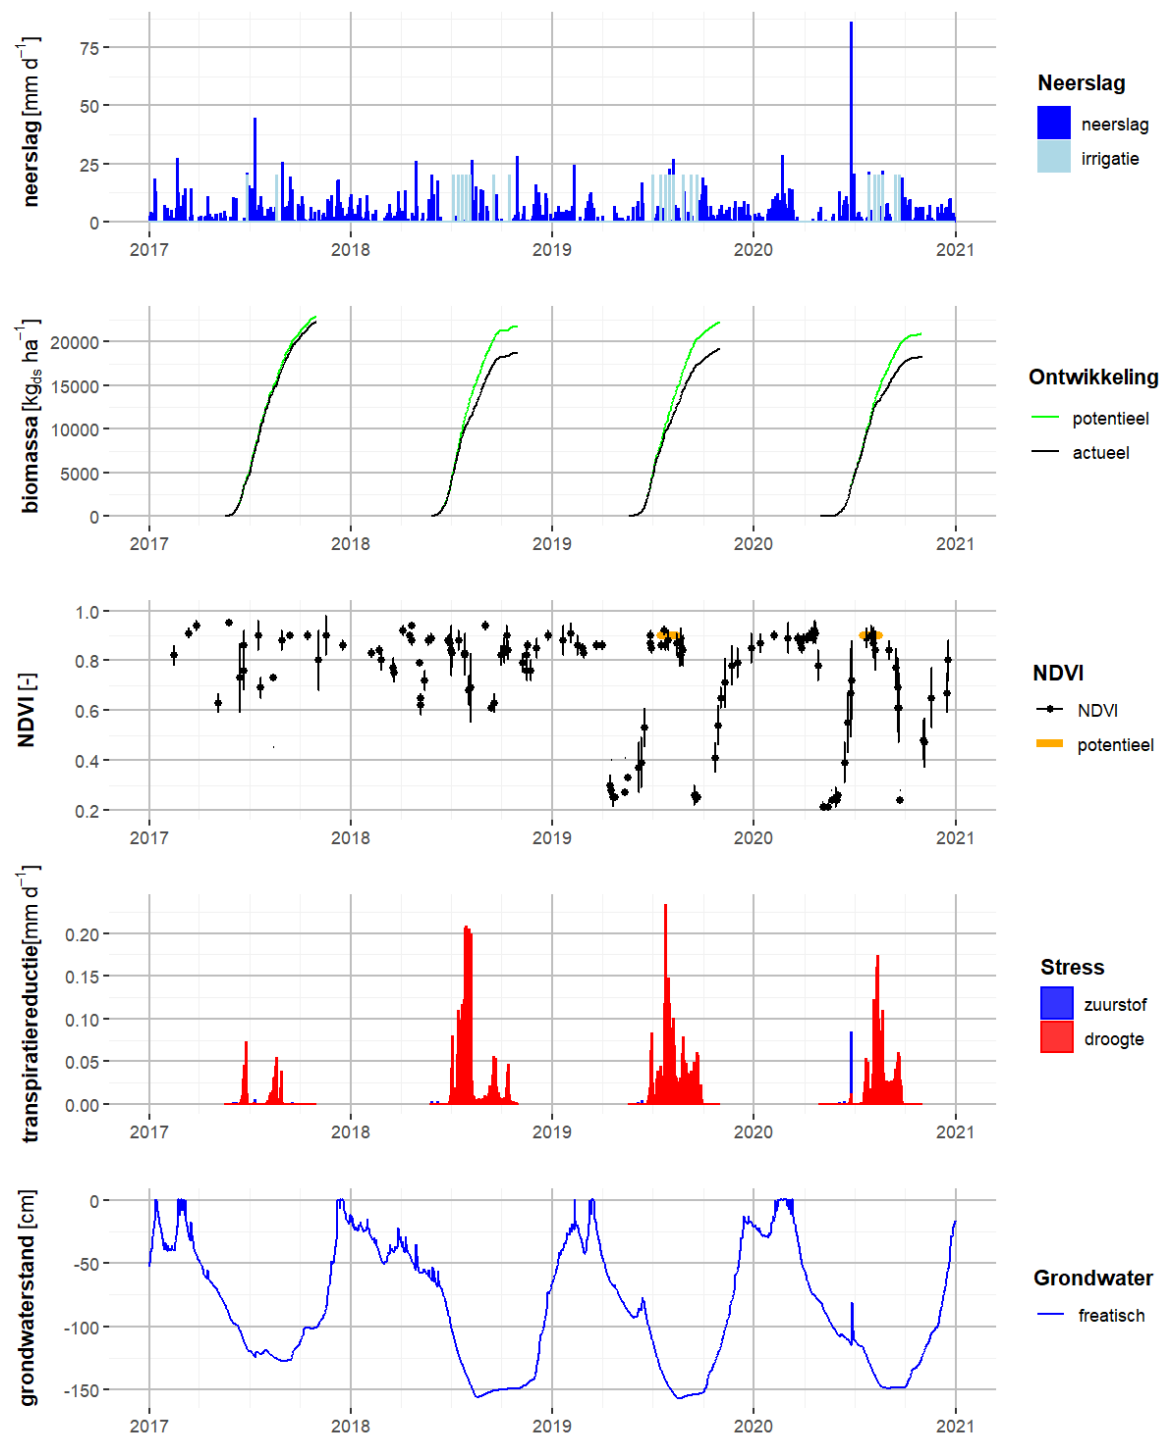 neerslag [mm d⁻¹]
75
50
25
0
2017 2018 2019 2020 2021
Neerslag
neerslag
irrigatie
biomassa [kg_ds ha⁻¹]
20000
15000
10000
5000
0
2017 2018 2019 2020 2021
Ontwikkeling
potentieel
actueel
NDVI [-]
1.0
0.8
0.6
0.4
0.2
2017 2018 2019 2020 2021
NDVI
NDVI
potentieel
transpiratiereductie[mm d⁻¹]
0.20
0.15
0.10
0.05
0.00
2017 2018 2019 2020 2021
Stress
zuurstof
droogte
grondwaterstand [cm]
0
-50
-100
-150
2017 2018 2019 2020 2021
Grondwater
freatisch